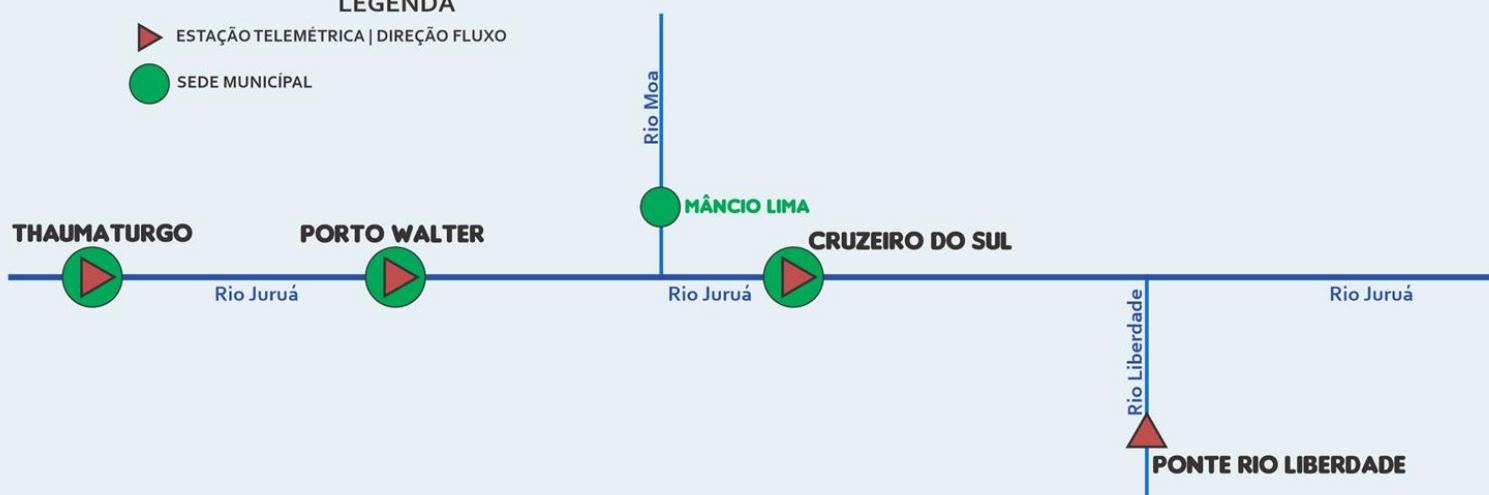 LEGENDA
ESTAÇÃO TELEMÉTRICA | DIREÇÃO FLUXO
SEDE MUNICÍPAL
Rio Moa
MÂNCIO LIMA
THAUMATURGO
PORTO WALTER
CRUZEIRO DO SUL
Rio Juruá
Rio Juruá
Rio Juruá
Rio Liberdade
PONTE RIO LIBERDADE